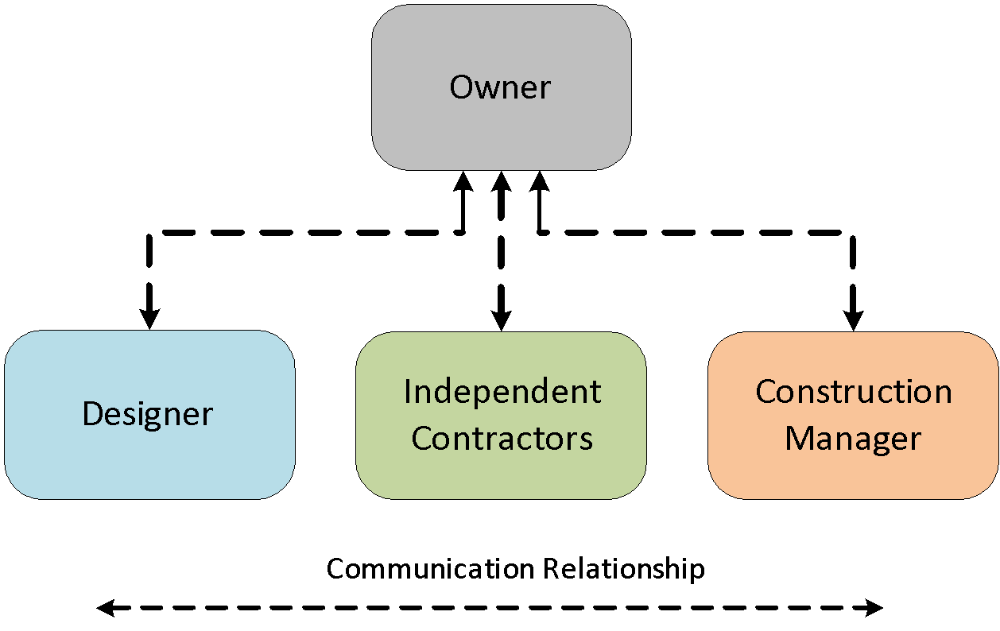 Owner
Designer
Independent
Contractors
Construction
Manager
Communication Relationship